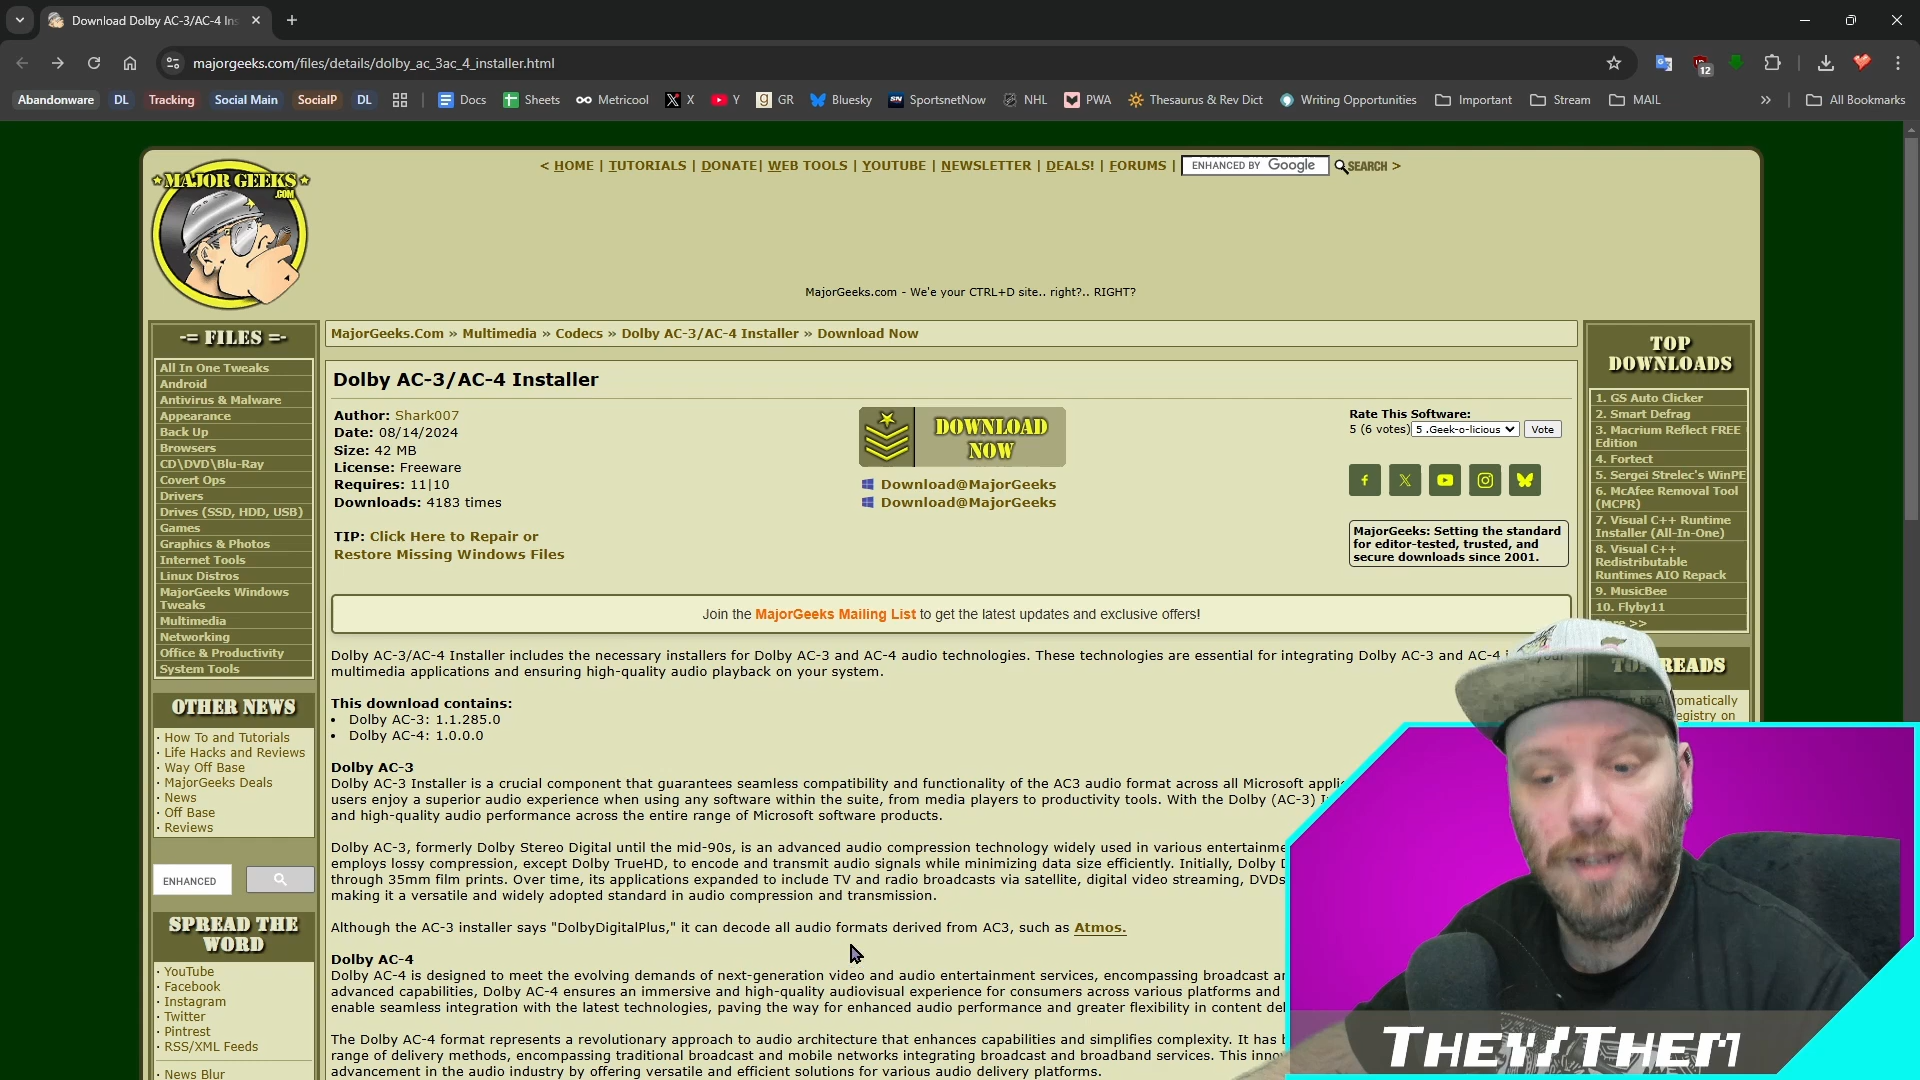 Download Dolby AC-3/AC-4 Ins
majorgeeks.com/files/details/dolby_ac_3ac_4_installer.html
12
Abandonware
DL
Tracking
Social Main
SocialP
DL
Docs
Sheets
Metricool
X
Y
GR
Bluesky
SportsnetNow
NHL
PWA
Thesaurus & Rev Dict
Writing Opportunities
Important
Stream
MAIL
»
All Bookmarks
MAJOR GEEKS
.COM
< HOME | TUTORIALS | DONATE| WEB TOOLS | YOUTUBE | NEWSLETTER | DEALS! | FORUMS | ENHANCED BY Google SEARCH >
MajorGeeks.com - We'e your CTRL+D site.. right?.. RIGHT?
-= FILES =-
All In One Tweaks
Android
Antivirus & Malware
Appearance
Back Up
Browsers
CD\DVD\Blu-Ray
Covert Ops
Drivers
Drives (SSD, HDD, USB)
Games
Graphics & Photos
Internet Tools
Linux Distros
MajorGeeks Windows
Tweaks
Multimedia
Networking
Office & Productivity
System Tools
OTHER NEWS
· How To and Tutorials
· Life Hacks and Reviews
· Way Off Base
· MajorGeeks Deals
· News
· Off Base
· Reviews
ENHANCED
SPREAD THE
WORD
· YouTube
· Facebook
· Instagram
· Twitter
· Pintrest
· RSS/XML Feeds
· News Blur
MajorGeeks.Com » Multimedia » Codecs » Dolby AC-3/AC-4 Installer » Download Now
Dolby AC-3/AC-4 Installer
Author: Shark007
Date: 08/14/2024
Size: 42 MB
License: Freeware
Requires: 11|10
Downloads: 4183 times
TIP: Click Here to Repair or
Restore Missing Windows Files
DOWNLOAD
NOW
Download@MajorGeeks
Download@MajorGeeks
Rate This Software:
5 (6 votes) 5 .Geek-o-licious Vote
MajorGeeks: Setting the standard
for editor-tested, trusted, and
secure downloads since 2001.
Join the MajorGeeks Mailing List to get the latest updates and exclusive offers!
Dolby AC-3/AC-4 Installer includes the necessary installers for Dolby AC-3 and AC-4 audio technologies. These technologies are essential for integrating Dolby AC-3 and AC-4
multimedia applications and ensuring high-quality audio playback on your system.
This download contains:
• Dolby AC-3: 1.1.285.0
• Dolby AC-4: 1.0.0.0
Dolby AC-3
Dolby AC-3 Installer is a crucial component that guarantees seamless compatibility and functionality of the AC3 audio format across all Microsoft appli
users enjoy a superior audio experience when using any software within the suite, from media players to productivity tools. With the Dolby (AC-3) I
and high-quality audio performance across the entire range of Microsoft software products.
Dolby AC-3, formerly Dolby Stereo Digital until the mid-90s, is an advanced audio compression technology widely used in various entertainme
employs lossy compression, except Dolby TrueHD, to encode and transmit audio signals while minimizing data size efficiently. Initially, Dolby D
through 35mm film prints. Over time, its applications expanded to include TV and radio broadcasts via satellite, digital video streaming, DVDs
making it a versatile and widely adopted standard in audio compression and transmission.
Although the AC-3 installer says "DolbyDigitalPlus," it can decode all audio formats derived from AC3, such as Atmos.
Dolby AC-4
Dolby AC-4 is designed to meet the evolving demands of next-generation video and audio entertainment services, encompassing broadcast an
advanced capabilities, Dolby AC-4 ensures an immersive and high-quality audiovisual experience for consumers across various platforms and
enable seamless integration with the latest technologies, paving the way for enhanced audio performance and greater flexibility in content del
The Dolby AC-4 format represents a revolutionary approach to audio architecture that enhances capabilities and simplifies complexity. It has b
range of delivery methods, encompassing traditional broadcast and mobile networks integrating broadcast and broadband services. This inno
advancement in the audio industry by offering versatile and efficient solutions for various audio delivery platforms.
TOP
DOWNLOADS
1. GS Auto Clicker
2. Smart Defrag
3. Macrium Reflect FREE
Edition
4. Fortect
5. Sergei Strelec's WinPE
6. McAfee Removal Tool
(MCPR)
7. Visual C++ Runtime
Installer (All-In-One)
8. Visual C++
Redistributable
Runtimes AIO Repack
9. MusicBee
10. Flyby11
>>
READS
THEY/THEM